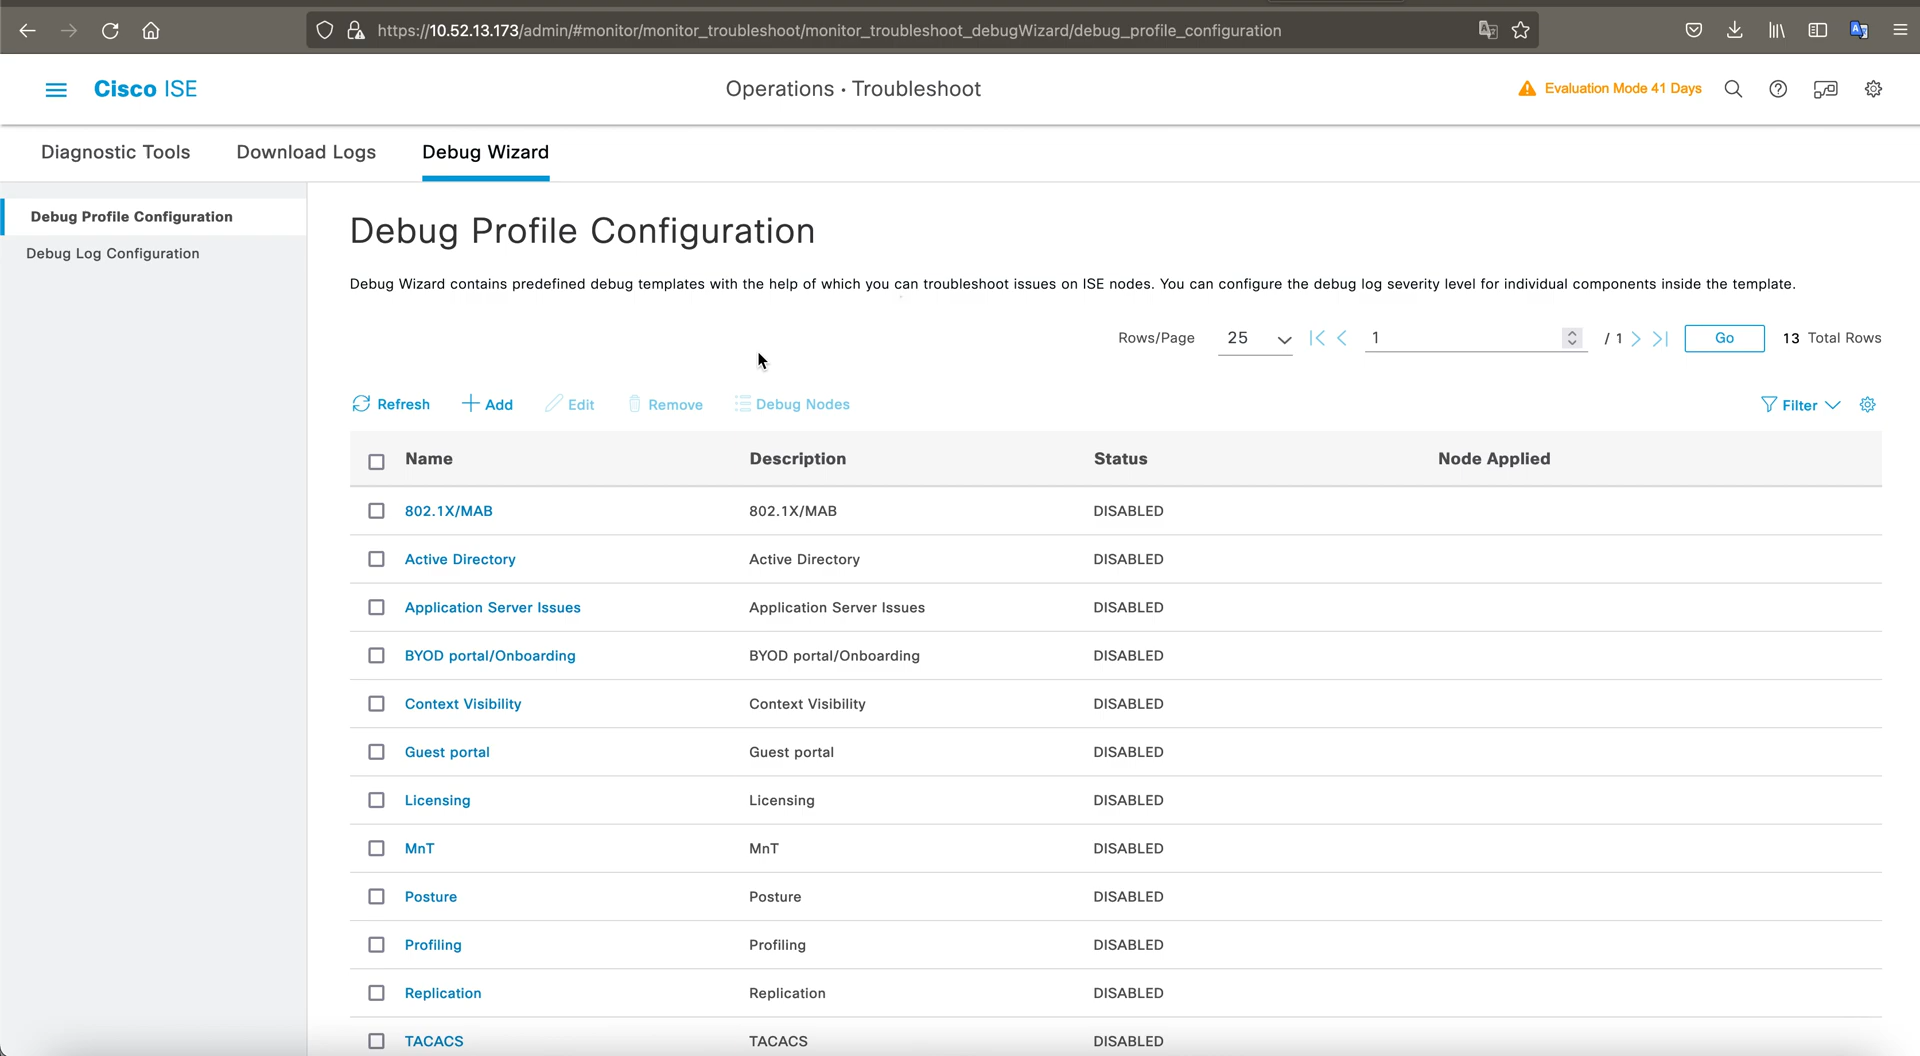 https://10.52.13.173/admin/#monitor/monitor_troubleshoot/monitor_troubleshoot_debugWizard/debug_profile_configuration
Cisco ISE
Operations · Troubleshoot
Evaluation Mode 41 Days
Diagnostic Tools
Download Logs
Debug Wizard
Debug Profile Configuration
Debug Log Configuration
Debug Profile Configuration
Debug Wizard contains predefined debug templates with the help of which you can troubleshoot issues on ISE nodes. You can configure the debug log severity level for individual components inside the template.
Rows/Page 25 1 / 1 Go 13 Total Rows
Refresh Add Edit Remove Debug Nodes Filter
Name Description Status Node Applied
802.1X/MAB 802.1X/MAB DISABLED
Active Directory Active Directory DISABLED
Application Server Issues Application Server Issues DISABLED
BYOD portal/Onboarding BYOD portal/Onboarding DISABLED
Context Visibility Context Visibility DISABLED
Guest portal Guest portal DISABLED
Licensing Licensing DISABLED
MnT MnT DISABLED
Posture Posture DISABLED
Profiling Profiling DISABLED
Replication Replication DISABLED
TACACS TACACS DISABLED